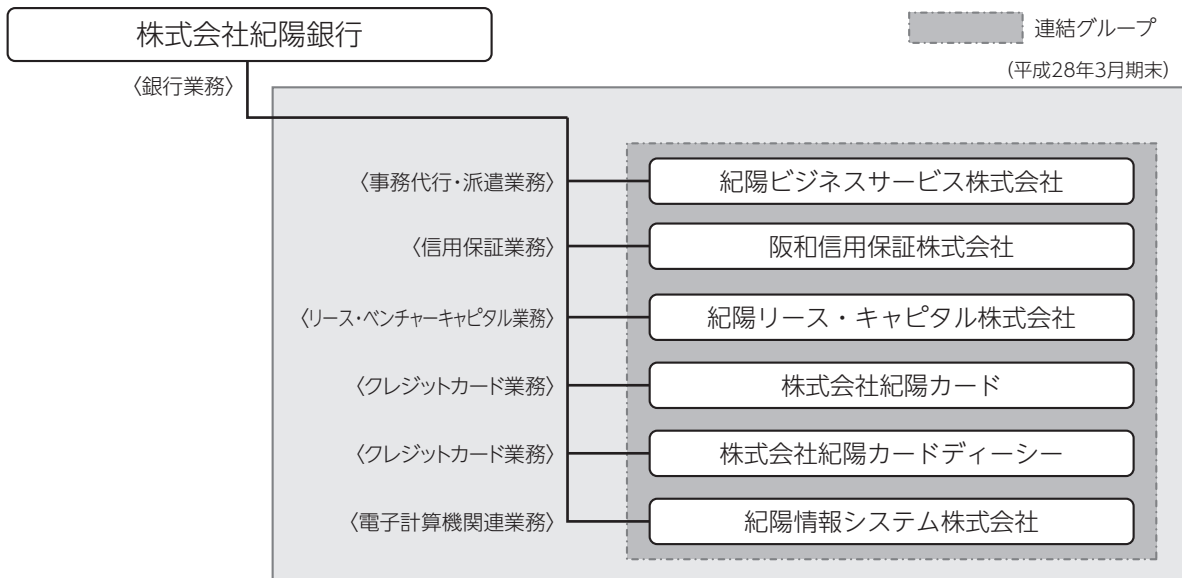 株式会社紀陽銀行
連結グループ
(平成28年3月期末)
〈銀行業務〉
〈事務代行・派遣業務〉 紀陽ビジネスサービス株式会社
〈信用保証業務〉 阪和信用保証株式会社
〈リース・ベンチャーキャピタル業務〉 紀陽リース・キャピタル株式会社
〈クレジットカード業務〉 株式会社紀陽カード
〈クレジットカード業務〉 株式会社紀陽カードディーシー
〈電子計算機関連業務〉 紀陽情報システム株式会社